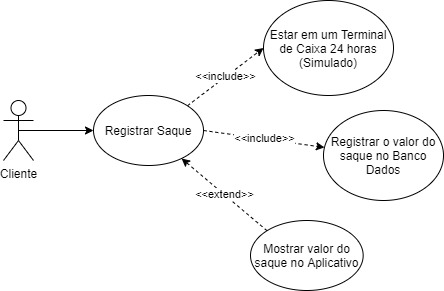 Estar em um Terminal
de Caixa 24 horas
(Simulado)
<<include>>
Registrar Saque
<<include>>
Registrar o valor do
saque no Banco
Dados
Cliente
<<extend>>
Mostrar valor do
saque no Aplicativo